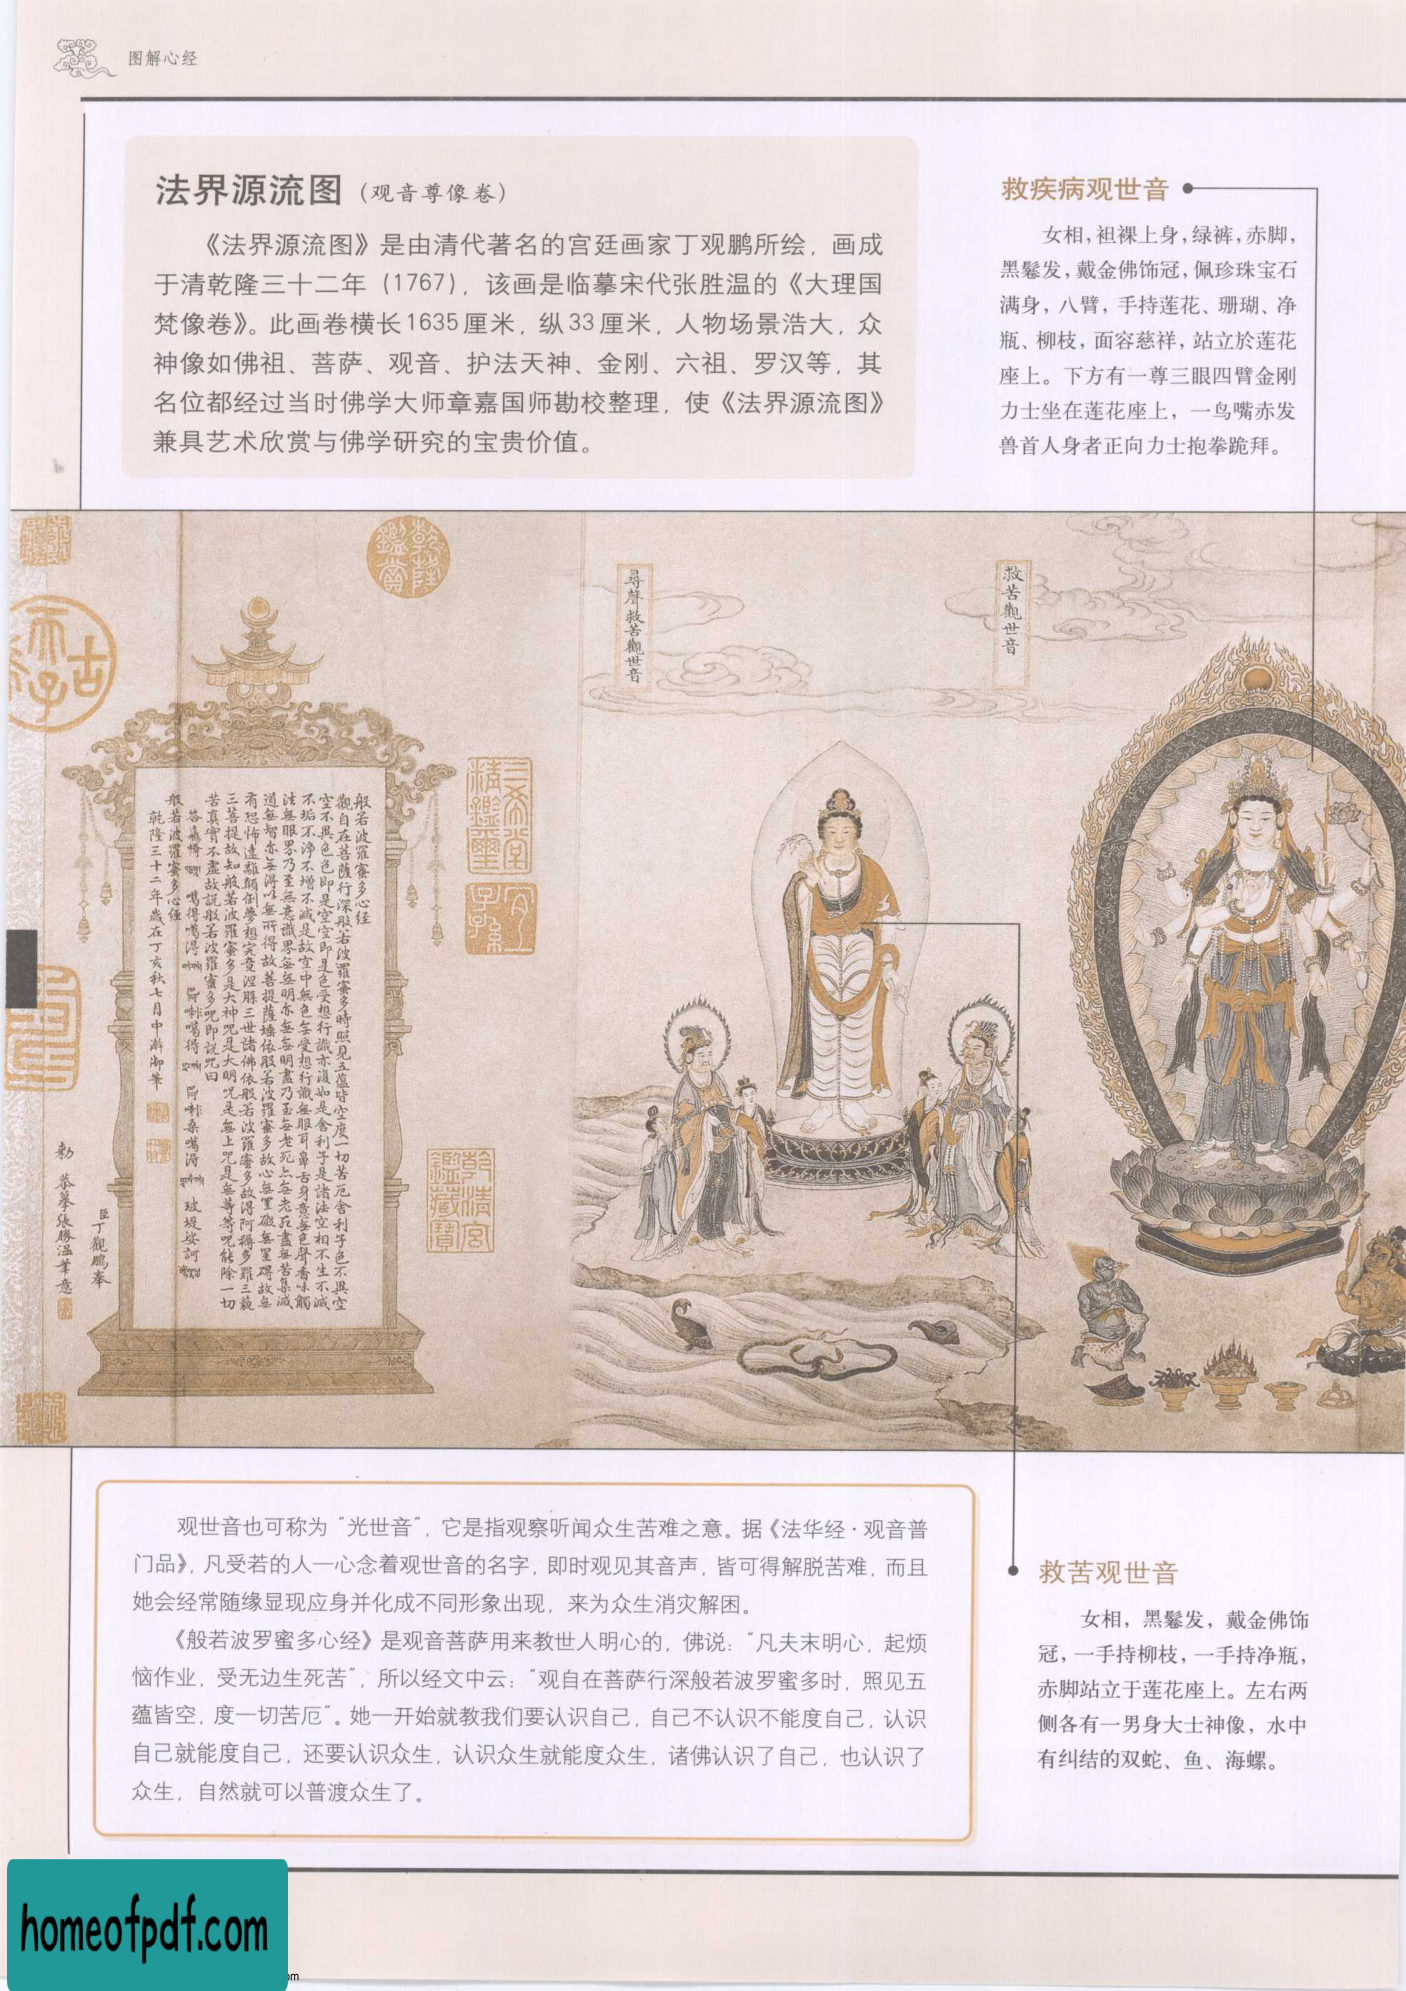 图解心经
法界源流图（观音尊像卷）
《法界源流图》是由清代著名的宫廷画家丁观鹏所绘，画成
于清乾隆三十二年（1767），该画是临摹宋代张胜温的《大理国
梵像卷》。此画卷横长1635厘米，纵33厘米，人物场景浩大，众
神像如佛祖、菩萨、观音、护法天神、金刚、六祖、罗汉等，其
名位都经过当时佛学大师章嘉国师勘校整理，使《法界源流图》
兼具艺术欣赏与佛学研究的宝贵价值。
救疾病观世音
女相，袒裸上身，绿裤，赤脚，
黑鬈发，戴金佛饰冠，佩珍珠宝石
满身，八臂，手持莲花、珊瑚、净
瓶、柳枝，面容慈祥，站立於莲花
座上。下方有一尊三眼四臂金刚
力士坐在莲花座上，一鸟嘴赤发
兽首人身者正向力士抱拳跪拜。
救苦觀世音
尋聲救苦觀世音
乾隆鑑賞
三希堂精鑑璽
宜子孫
乾清宮鑑藏寶
般若波羅蜜多心经
觀自在菩薩行深般若波羅蜜多時照見五蘊皆空度一切苦厄舍利子色不異空
空不異色色即是空空即是色受想行識亦復如是舍利子是諸法空相不生不滅
不垢不淨不增不減是故空中無色無受想行識無眼耳鼻舌身意無色聲香味觸
法無眼界乃至無意識界無無明亦無無明盡乃至無老死亦無老死盡無苦集滅
道無智亦無得以無所得故菩提薩埵依般若波羅蜜多故心無罣礙無罣礙故無
有恐怖遠離顛倒夢想究竟涅槃三世諸佛依般若波羅蜜多故得阿耨多羅三藐
三菩提故知般若波羅蜜多是大神咒是大明咒是無上咒是無等等咒能除一切
苦真實不虛故說般若波羅蜜多咒即說咒曰
噶得噶得
噶得
桑噶得
玻堤娑訶
般若波羅蜜多心經
乾隆三十二年歲在丁亥秋七月中澣御筆
臣丁觀鵬奉
勅
恭摹張勝溫筆意
观世音也可称为“光世音”，它是指观察听闻众生苦难之意。据《法华经·观音普
门品》，凡受若的人一心念着观世音的名字，即时观见其音声，皆可得解脱苦难，而且
她会经常随缘显现应身并化成不同形象出现，来为众生消灾解困。
《般若波罗蜜多心经》是观音菩萨用来教世人明心的，佛说：“凡夫末明心，起烦
恼作业，受无边生死苦”，所以经文中云：“观自在菩萨行深般若波罗蜜多时，照见五
蕴皆空，度一切苦厄”。她一开始就教我们要认识自己，自己不认识不能度自己，认识
自己就能度自己，还要认识众生，认识众生就能度众生，诸佛认识了自己，也认识了
众生，自然就可以普渡众生了。
救苦观世音
女相，黑鬈发，戴金佛饰
冠，一手持柳枝，一手持净瓶，
赤脚站立于莲花座上。左右两
侧各有一男身大士神像，水中
有纠结的双蛇、鱼、海螺。
homeofpdf.com
om